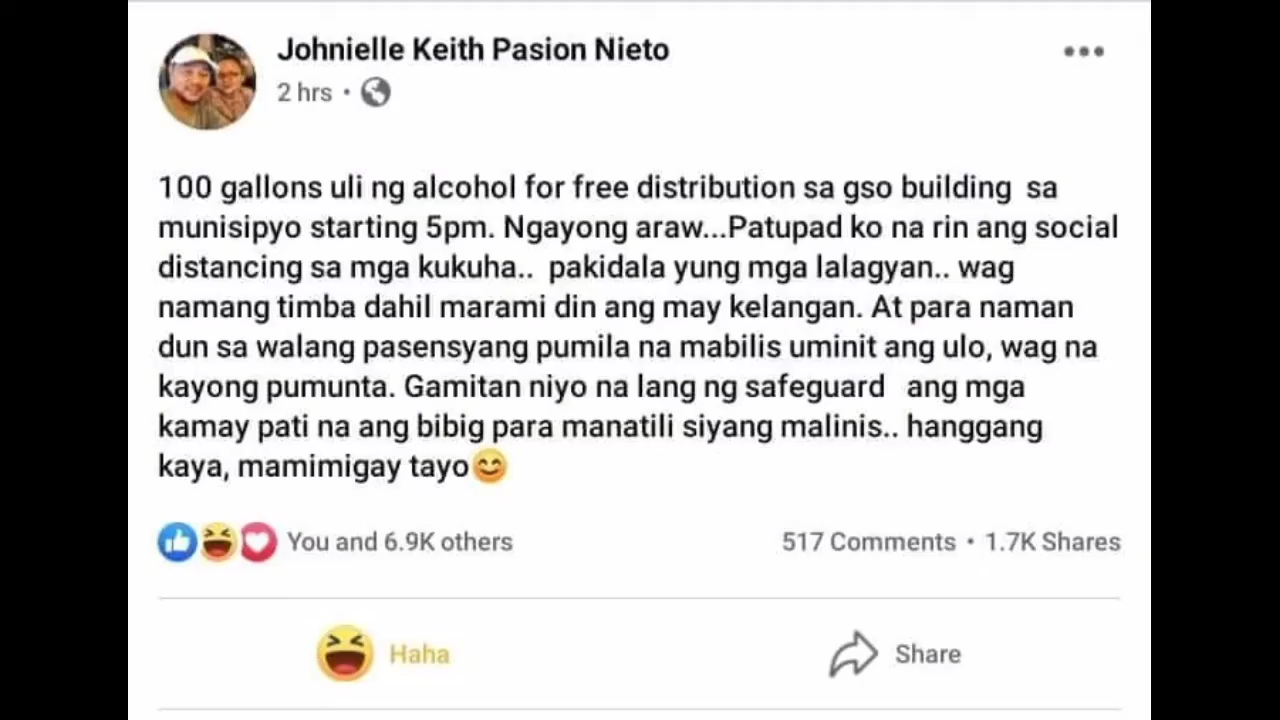 Johnielle Keith Pasion Nieto
2 hrs •
100 gallons uli ng alcohol for free distribution sa gso building sa
munisipyo starting 5pm. Ngayong araw...Patupad ko na rin ang social
distancing sa mga kukuha.. pakidala yung mga lalagyan.. wag
namang timba dahil marami din ang may kelangan. At para naman
dun sa walang pasensyang pumila na mabilis uminit ang ulo, wag na
kayong pumunta. Gamitan niyo na lang ng safeguard ang mga
kamay pati na ang bibig para manatili siyang malinis.. hanggang
kaya, mamimigay tayo😊
You and 6.9K others 517 Comments • 1.7K Shares
Haha Share